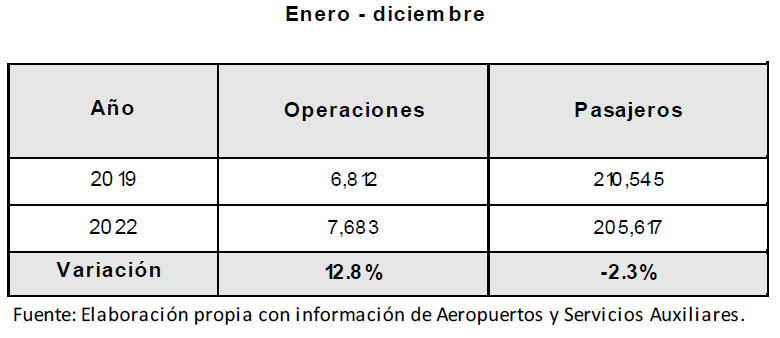 Enero - diciembre
Año Operaciones Pasajeros
2019 6,812 210,545
2022 7,683 205,617
Variación 12.8% -2.3%
Fuente: Elaboración propia con información de Aeropuertos y Servicios Auxiliares.